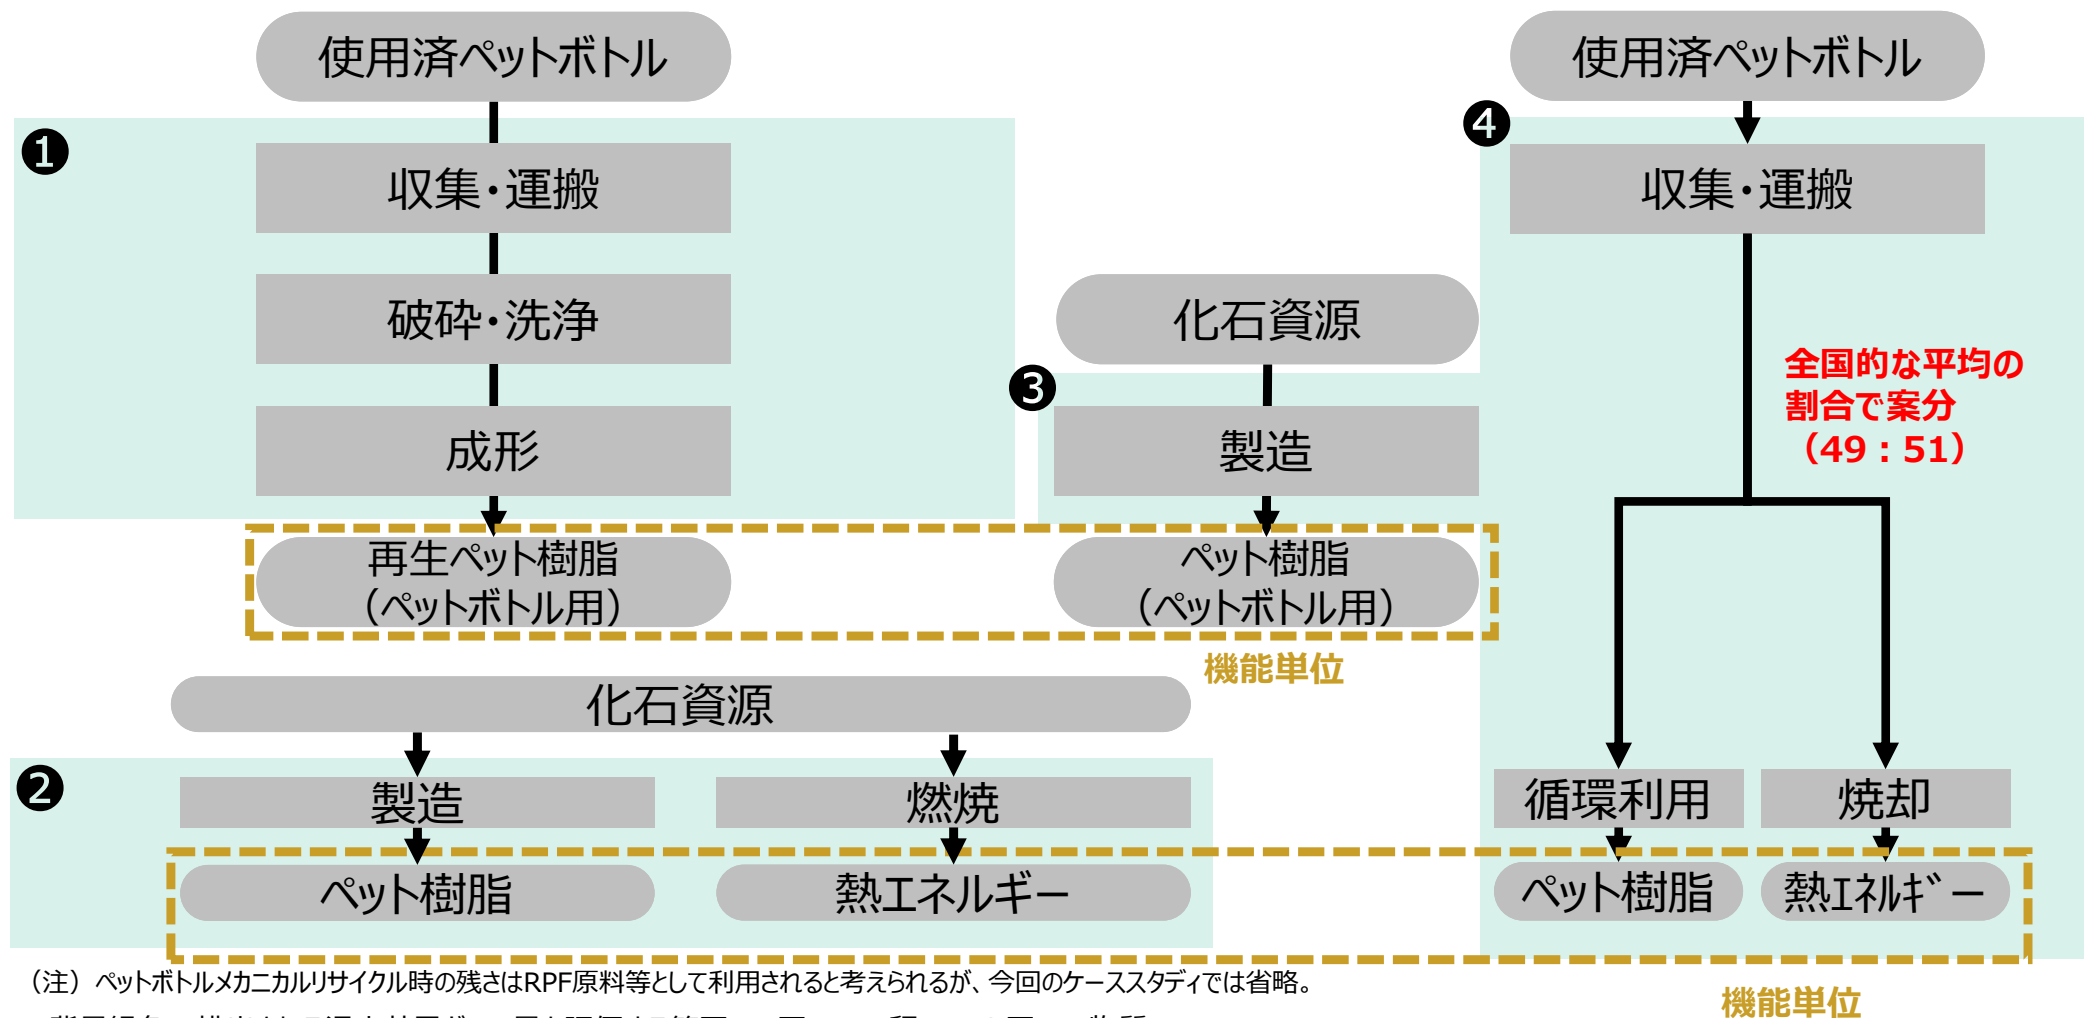 使用済ペットボトル
❶
収集・運搬
破砕・洗浄
成形
再生ペット樹脂
（ペットボトル用）
化石資源
❸
製造
ペット樹脂
（ペットボトル用）
機能単位
化石資源
❷
製造
燃焼
ペット樹脂
熱エネルギー
使用済ペットボトル
❹
収集・運搬
全国的な平均の
割合で案分
（49：51）
循環利用
焼却
ペット樹脂
熱ｴﾈﾙｷﾞｰ
機能単位
（注）ペットボトルメカニカルリサイクル時の残さはRPF原料等として利用されると考えられるが、今回のケーススタディでは省略。